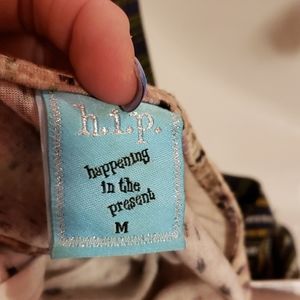 h.i.p.
happening
in the
present
M